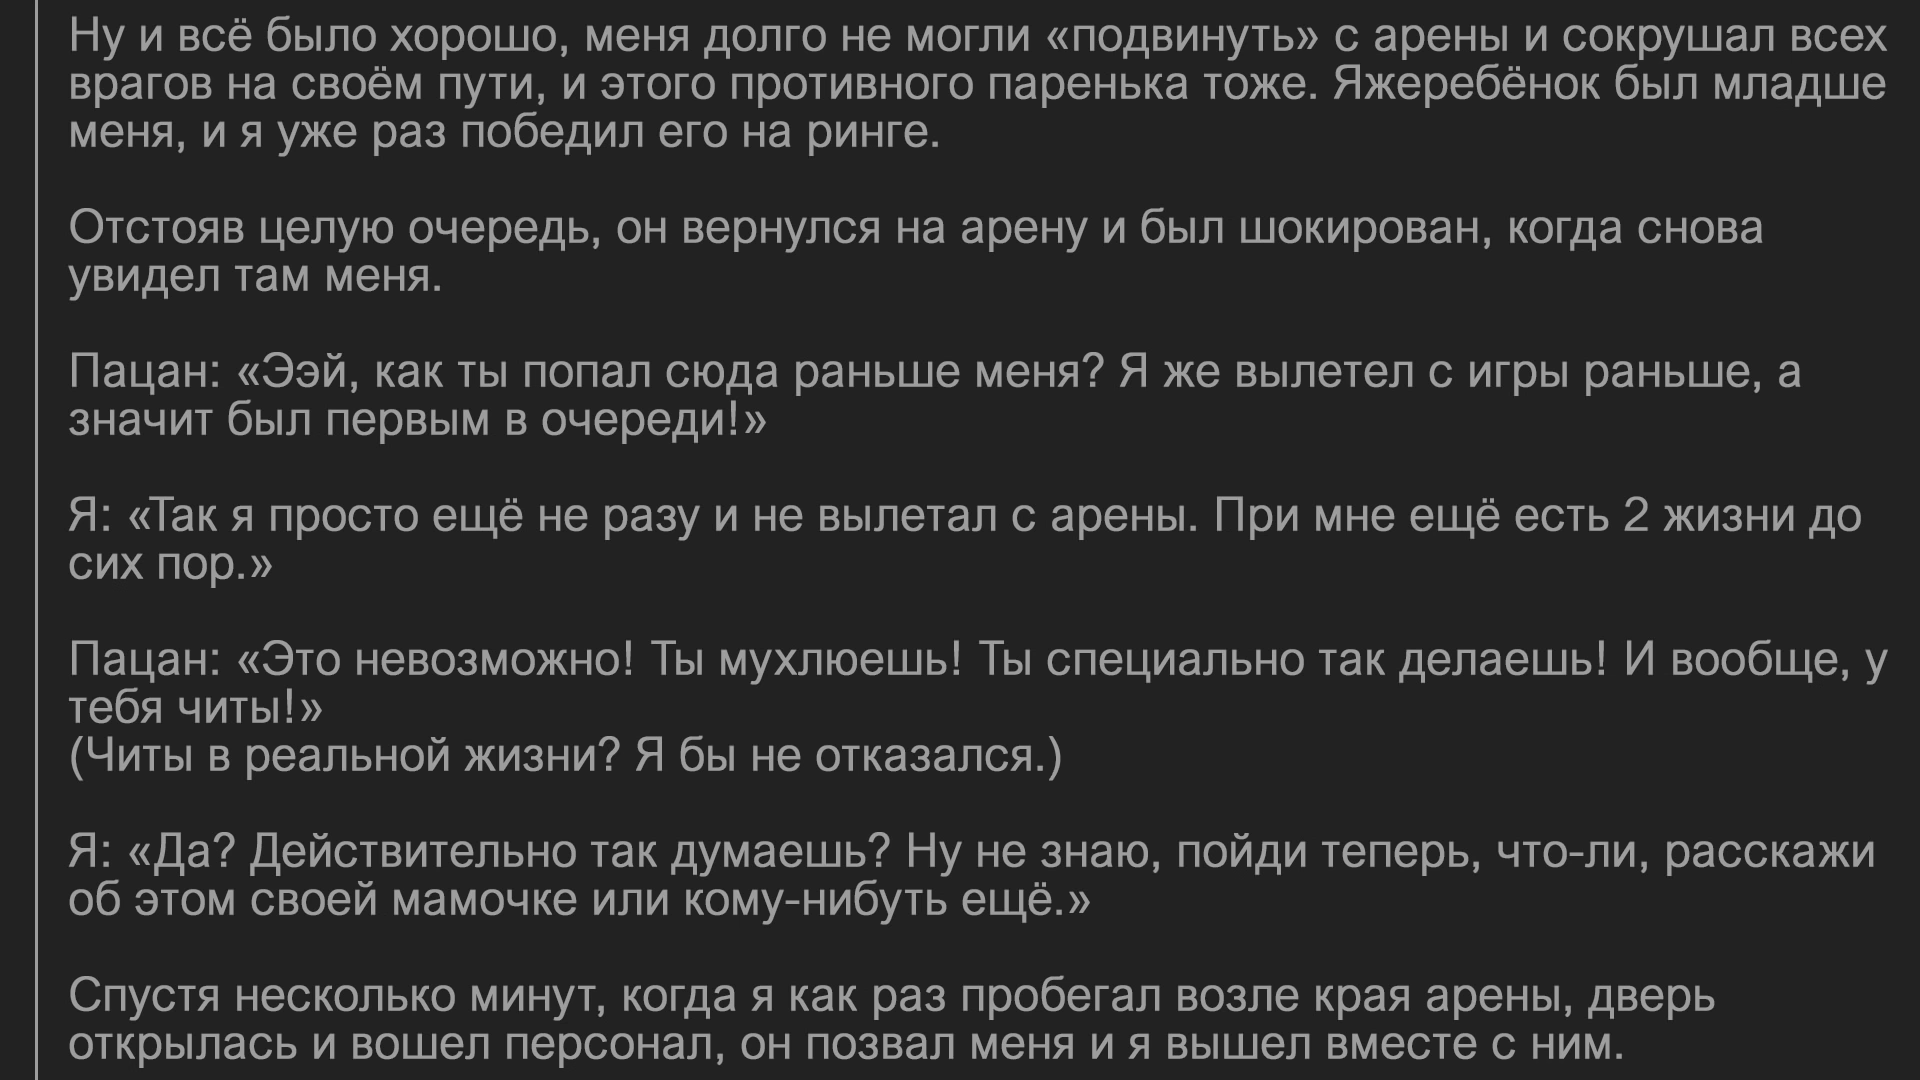 Ну и всё было хорошо, меня долго не могли «подвинуть» с арены и сокрушал всех
врагов на своём пути, и этого противного паренька тоже. Яжеребёнок был младше
меня, и я уже раз победил его на ринге.
Отстояв целую очередь, он вернулся на арену и был шокирован, когда снова
увидел там меня.
Пацан: «Ээй, как ты попал сюда раньше меня? Я же вылетел с игры раньше, а
значит был первым в очереди!»
Я: «Так я просто ещё не разу и не вылетал с арены. При мне ещё есть 2 жизни до
сих пор.»
Пацан: «Это невозможно! Ты мухлюешь! Ты специально так делаешь! И вообще, у
тебя читы!»
(Читы в реальной жизни? Я бы не отказался.)
Я: «Да? Действительно так думаешь? Ну не знаю, пойди теперь, что-ли, расскажи
об этом своей мамочке или кому-нибуть ещё.»
Спустя несколько минут, когда я как раз пробегал возле края арены, дверь
открылась и вошел персонал, он позвал меня и я вышел вместе с ним.